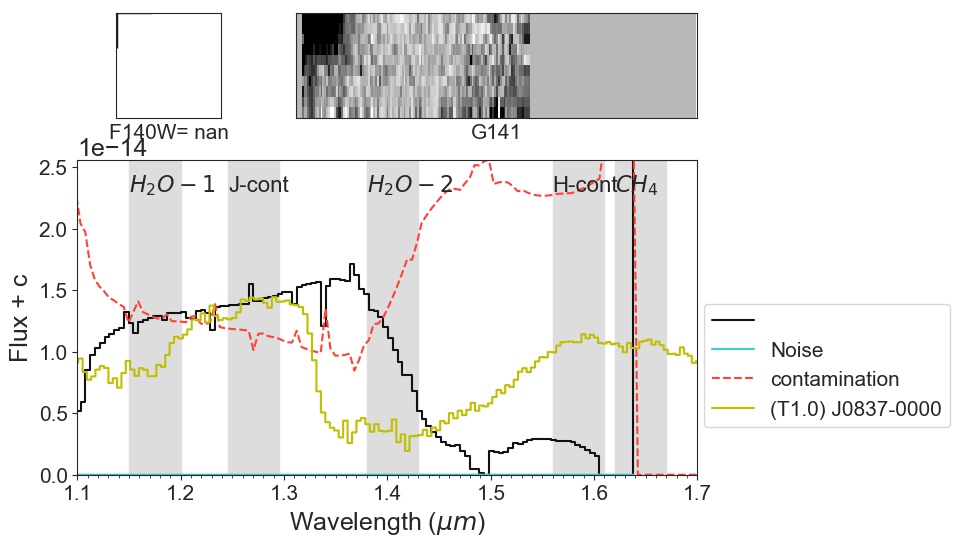 F140W= nan
G141
1e−14
H₂O − 1
J-cont
H₂O − 2
H-cont
CH₄
2.5
2.0
1.5
1.0
0.5
0.0
Flux + c
1.1
1.2
1.3
1.4
1.5
1.6
1.7
Wavelength (μm)
Noise
contamination
(T1.0) J0837-0000